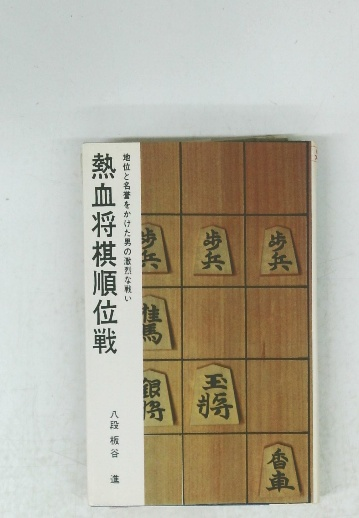 地位と名誉をかけた男の激烈な戦い
熱血将棋順位戦
八段 板谷 進
歩兵
歩兵
歩兵
桂馬
銀将
玉将
香車